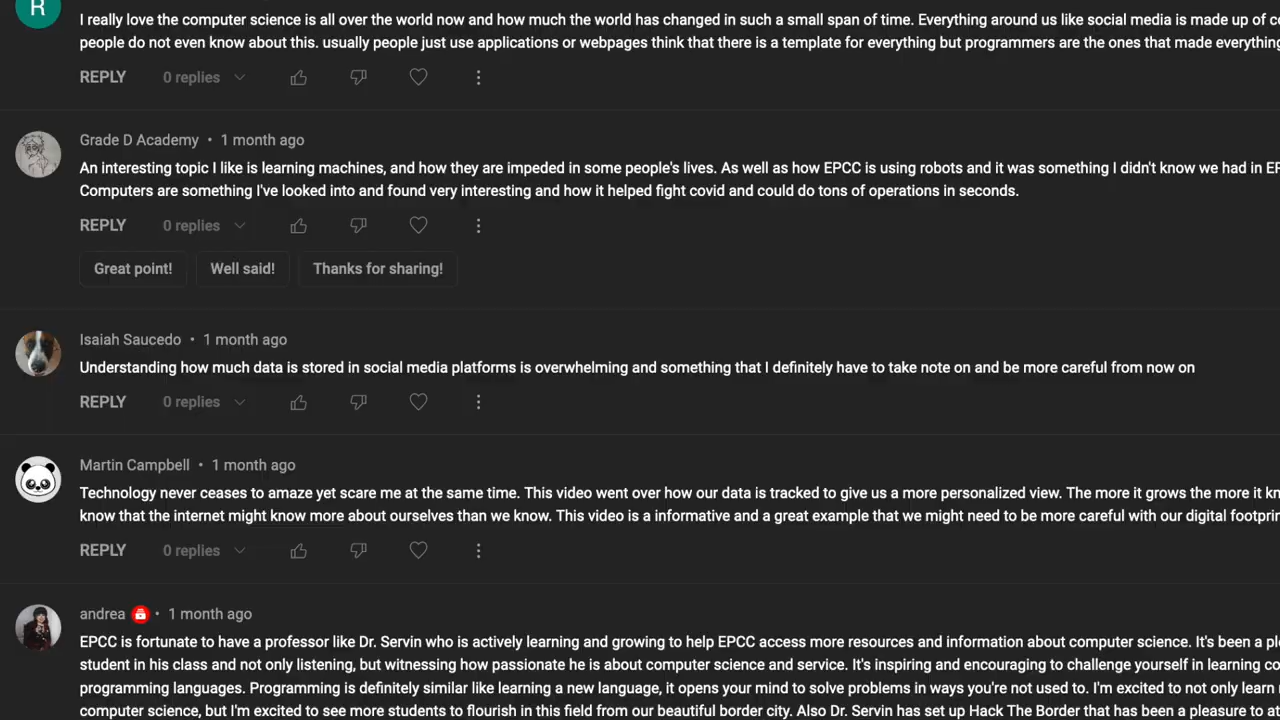 R
I really love the computer science is all over the world now and how much the world has changed in such a small span of time. Everything around us like social media is made up of
people do not even know about this. usually people just use applications or webpages think that there is a template for everything but programmers are the ones that made everything
REPLY 0 replies
Grade D Academy • 1 month ago
An interesting topic I like is learning machines, and how they are impeded in some people's lives. As well as how EPCC is using robots and it was something I didn't know we had in
Computers are something I've looked into and found very interesting and how it helped fight covid and could do tons of operations in seconds.
REPLY 0 replies
Great point! Well said! Thanks for sharing!
Isaiah Saucedo • 1 month ago
Understanding how much data is stored in social media platforms is overwhelming and something that I definitely have to take note on and be more careful from now on
REPLY 0 replies
Martin Campbell • 1 month ago
Technology never ceases to amaze yet scare me at the same time. This video went over how our data is tracked to give us a more personalized view. The more it grows the more it
know that the internet might know more about ourselves than we know. This video is a informative and a great example that we might need to be more careful with our digital
REPLY 0 replies
andrea • 1 month ago
EPCC is fortunate to have a professor like Dr. Servin who is actively learning and growing to help EPCC access more resources and information about computer science. It's been a
student in his class and not only listening, but witnessing how passionate he is about computer science and service. It's inspiring and encouraging to challenge yourself in learning
programming languages. Programming is definitely similar like learning a new language, it opens your mind to solve problems in ways you're not used to. I'm excited to not only learn
computer science, but I'm excited to see more students to flourish in this field from our beautiful border city. Also Dr. Servin has set up Hack The Border that has been a pleasure to